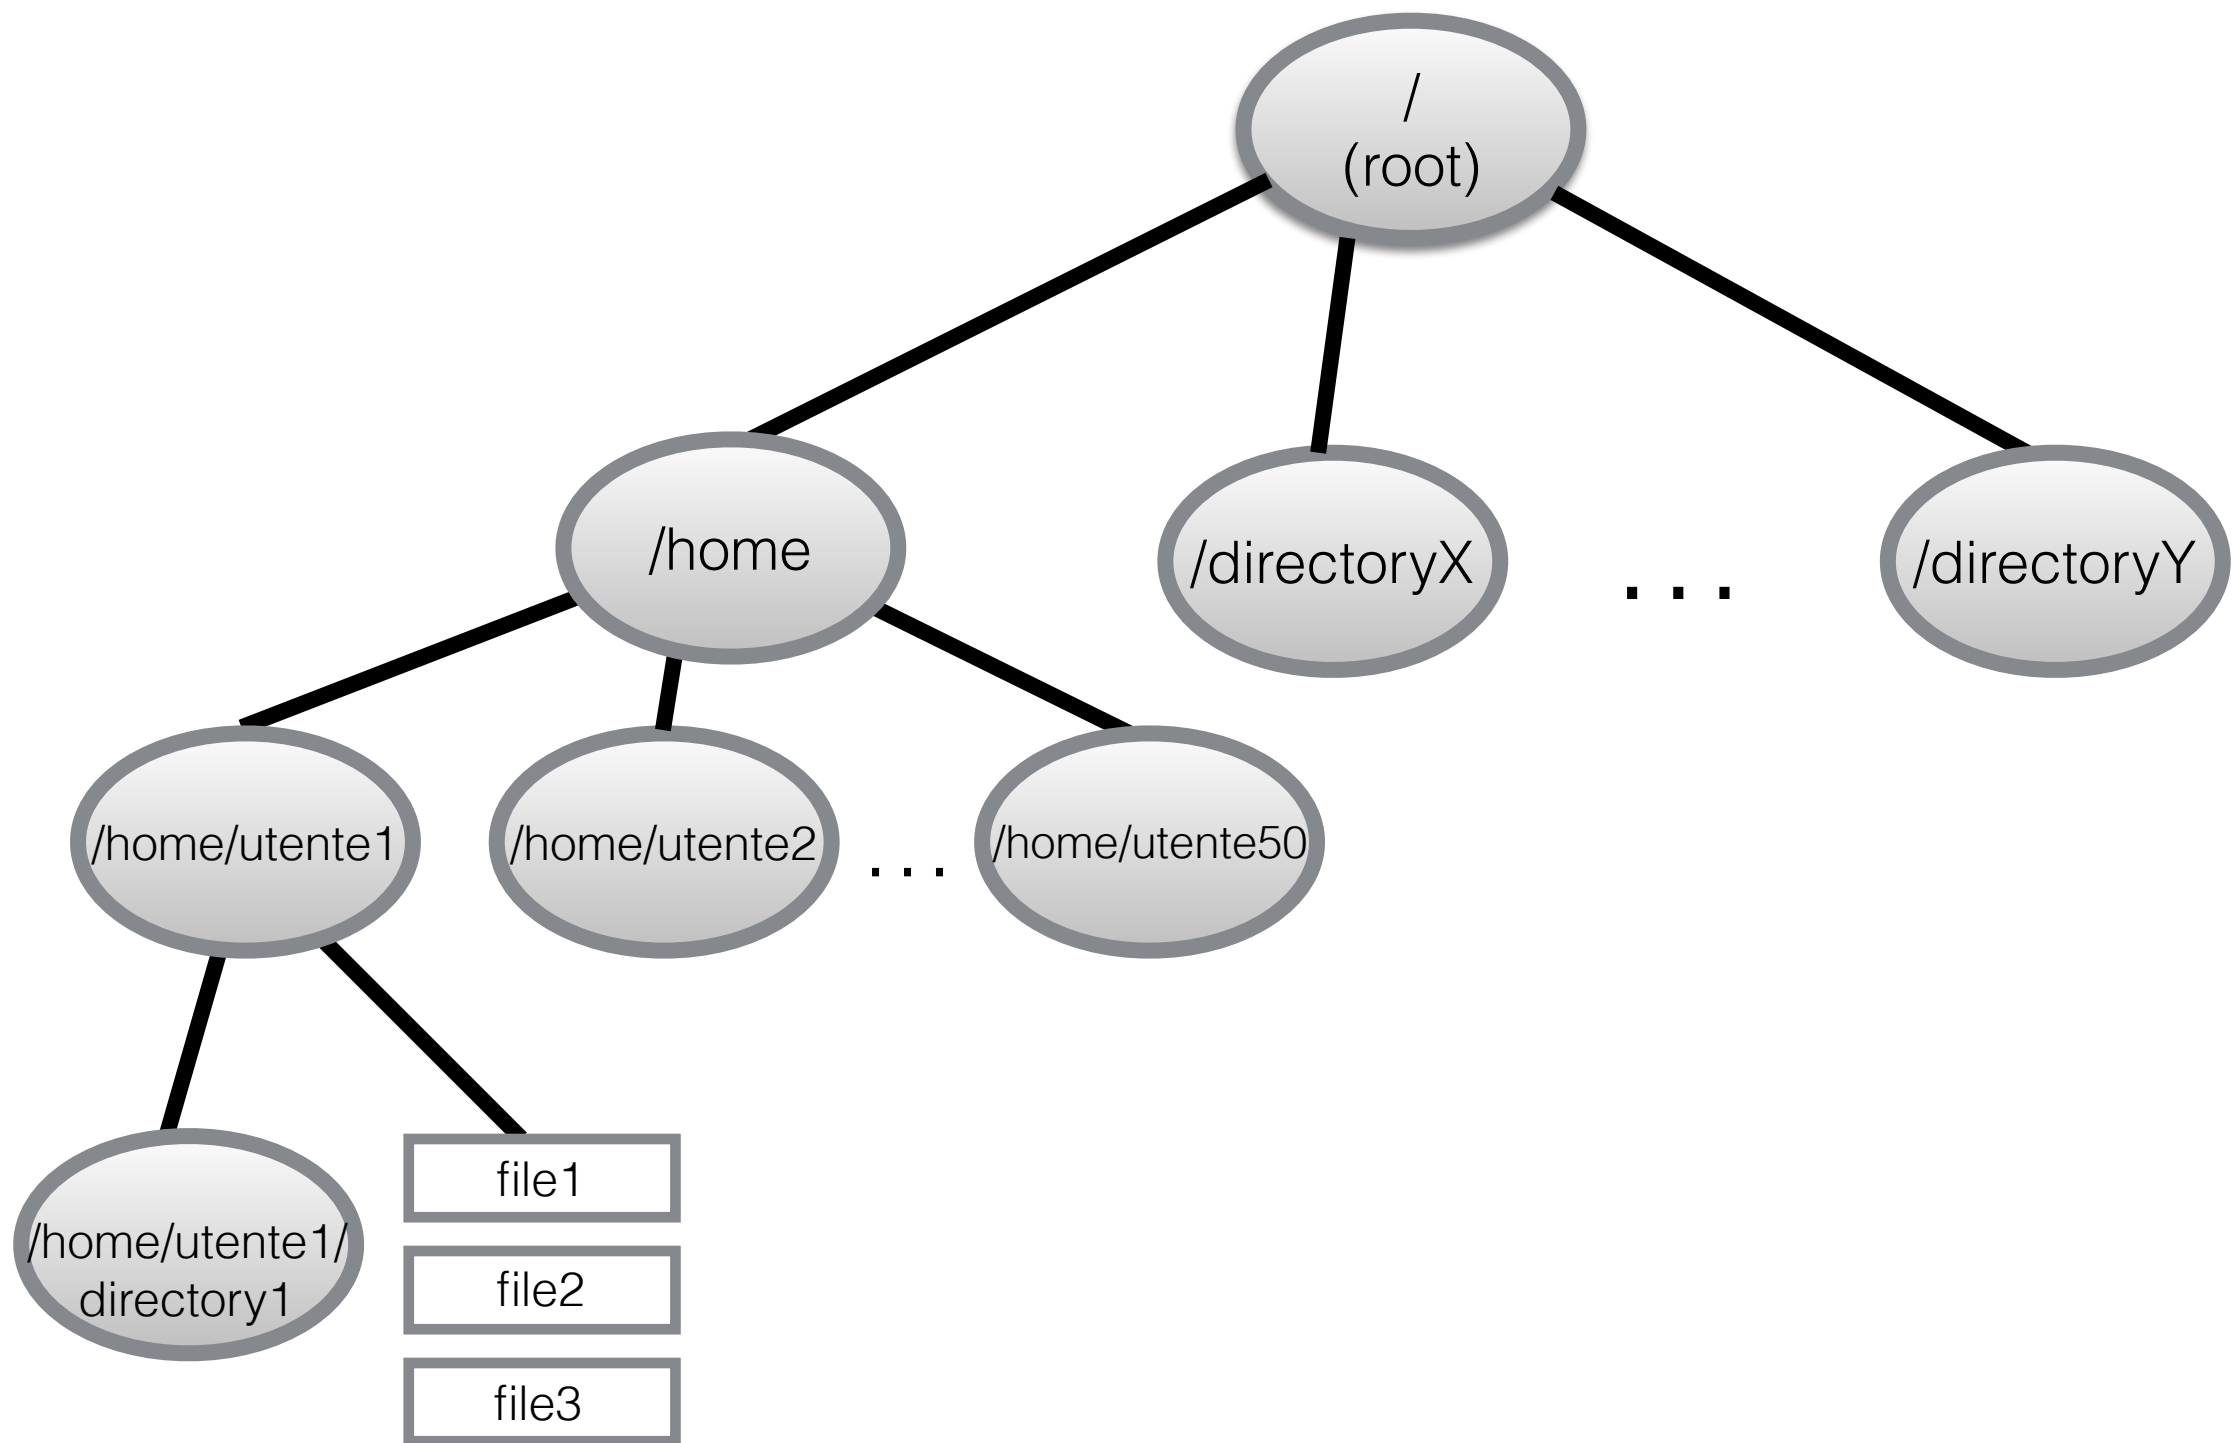 /
(root)
/home
/directoryX
. . .
/directoryY
/home/utente1
/home/utente2
. . .
/home/utente50
/home/utente1/
directory1
file1
file2
file3